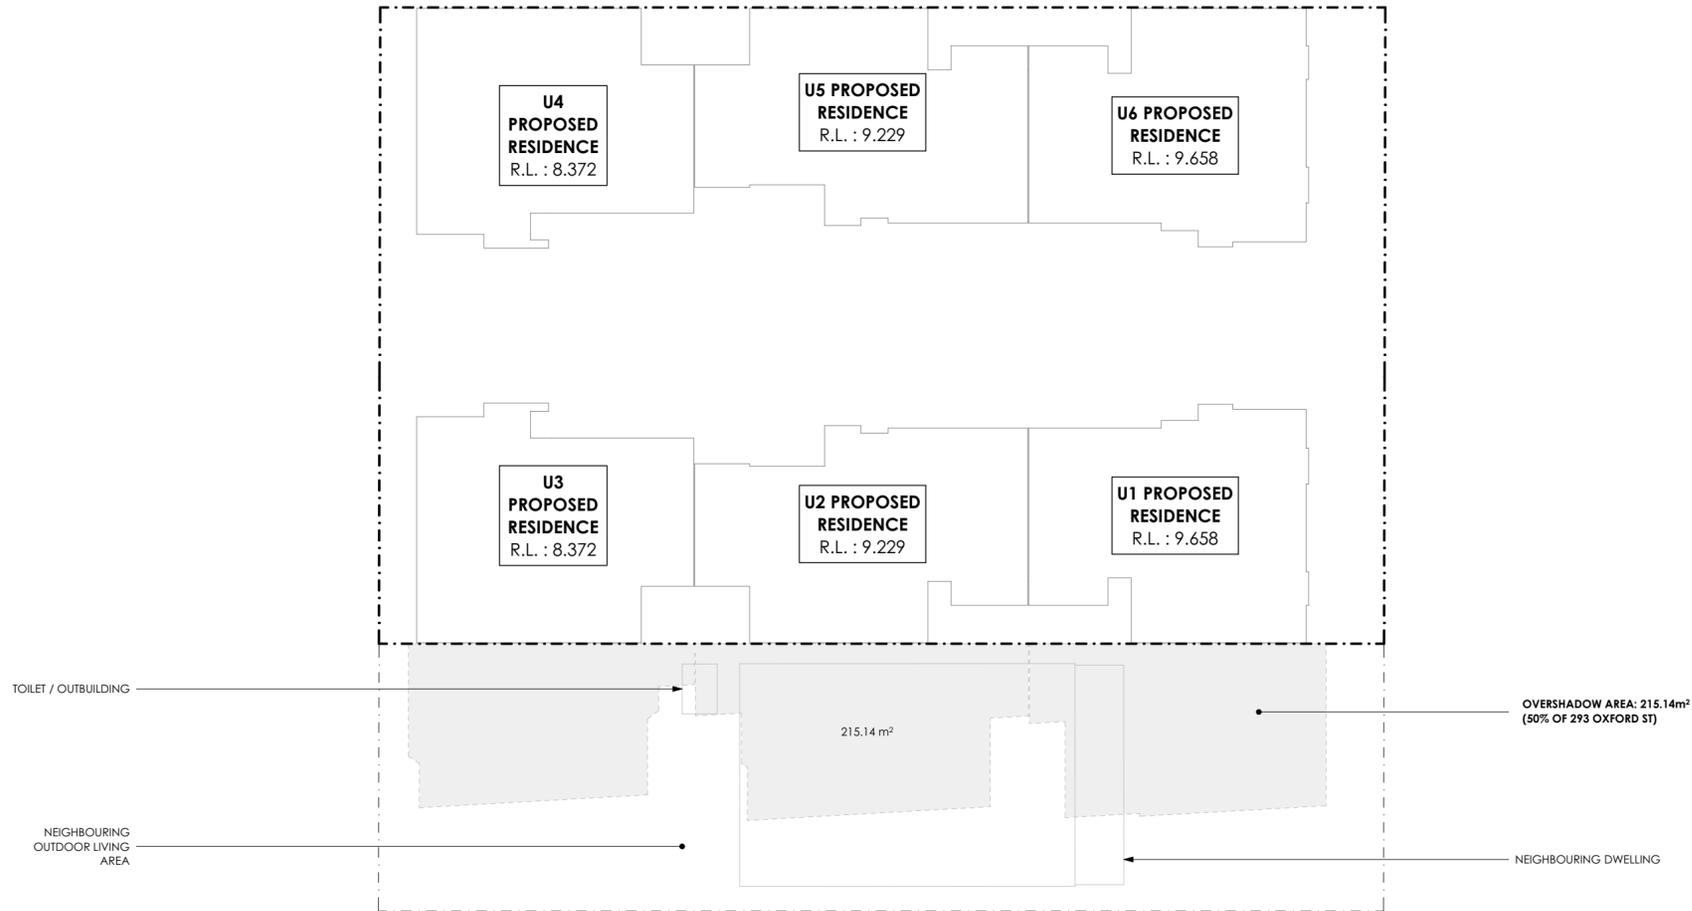 U4
PROPOSED
RESIDENCE
R.L. : 8.372
U5 PROPOSED
RESIDENCE
R.L. : 9.229
U6 PROPOSED
RESIDENCE
R.L. : 9.658
U3
PROPOSED
RESIDENCE
R.L. : 8.372
U2 PROPOSED
RESIDENCE
R.L. : 9.229
U1 PROPOSED
RESIDENCE
R.L. : 9.658
TOILET / OUTBUILDING
215.14 m²
OVERSHADOW AREA: 215.14m²
(50% OF 293 OXFORD ST)
NEIGHBOURING
OUTDOOR LIVING
AREA
NEIGHBOURING DWELLING